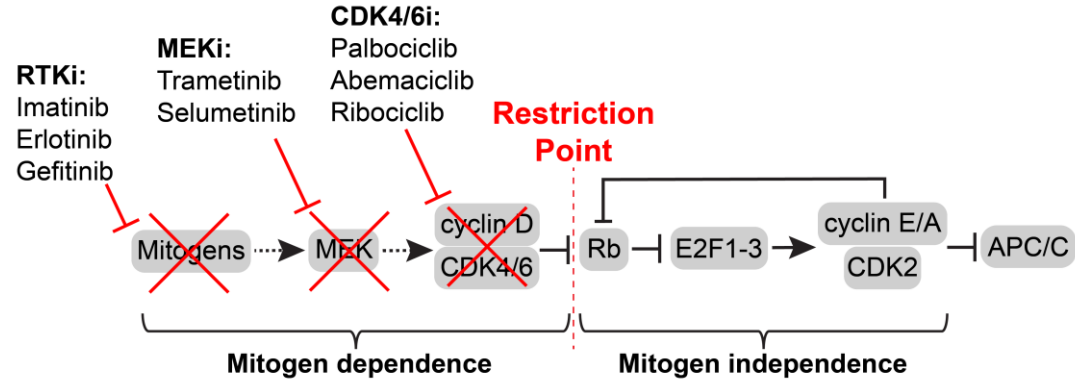 RTKi:
Imatinib
Erlotinib
Gefitinib
MEKi:
Trametinib
Selumetinib
CDK4/6i:
Palbociclib
Abemaciclib
Ribociclib
Restriction
Point
Mitogens
MEK
cyclin D
CDK4/6
Rb
E2F1-3
cyclin E/A
CDK2
APC/C
Mitogen dependence
Mitogen independence